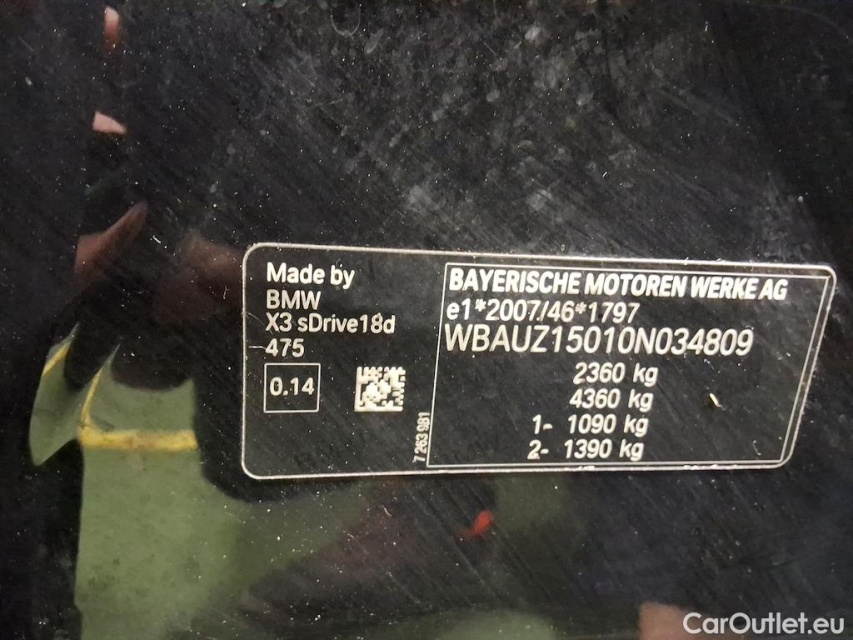 Made by
BMW
X3 sDrive18d
475
0.14
7 263 981
BAYERISCHE MOTOREN WERKE AG
e1*2007/46*1797
WBAUZ15010N034809
2360 kg
4360 kg
1- 1090 kg
2- 1390 kg
CarOutlet.eu